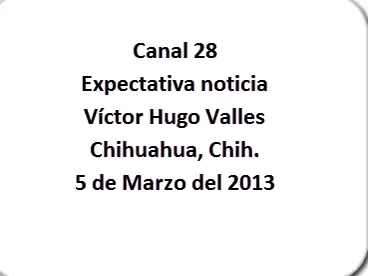 Canal 28
Expectativa noticia
Víctor Hugo Valles
Chihuahua, Chih.
5 de Marzo del 2013